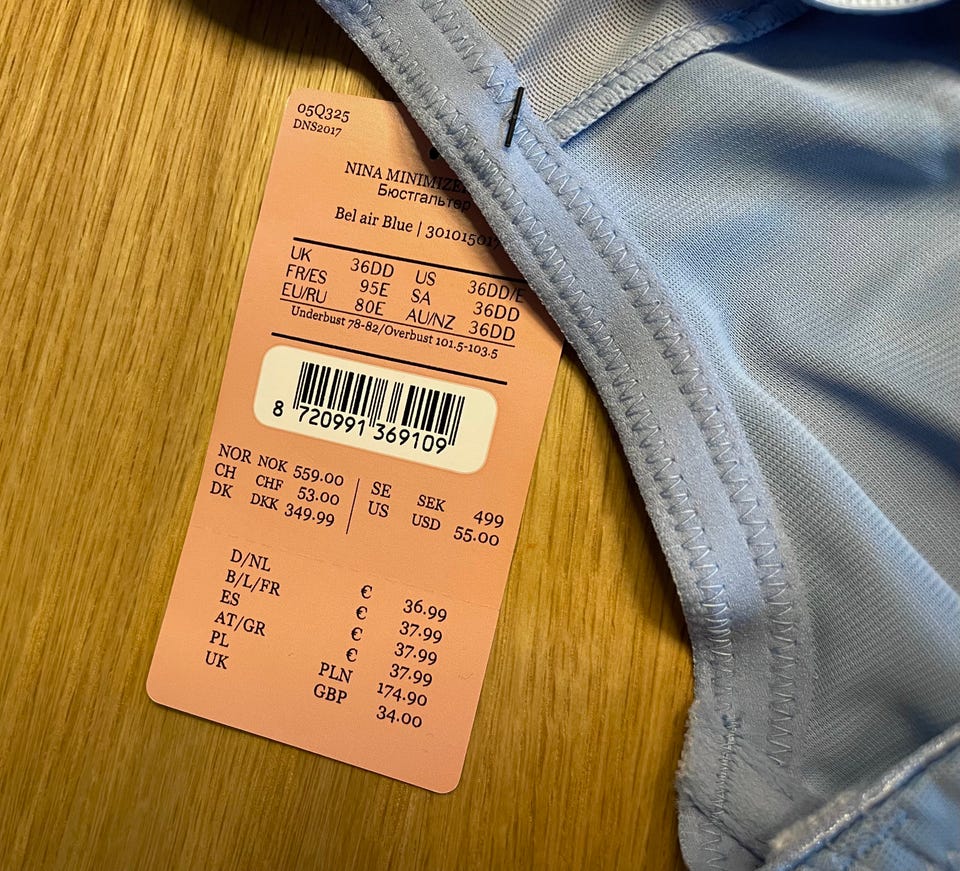 05Q325
DNS2017
NINA MINIMIZE
Бюстгальтер
Bel air Blue | 301015017
UK 36DD US 36DD/E
FR/ES 95E SA 36DD
EU/RU 80E AU/NZ 36DD
Underbust 78-82/Overbust 101.5-103.5
8 720991 369109
NOR NOK 559.00 SE SEK 499
CH CHF 53.00 US USD 55.00
DK DKK 349.99
D/NL € 36.99
B/L/FR € 37.99
ES € 37.99
AT/GR € 37.99
PL PLN 174.90
UK GBP 34.00